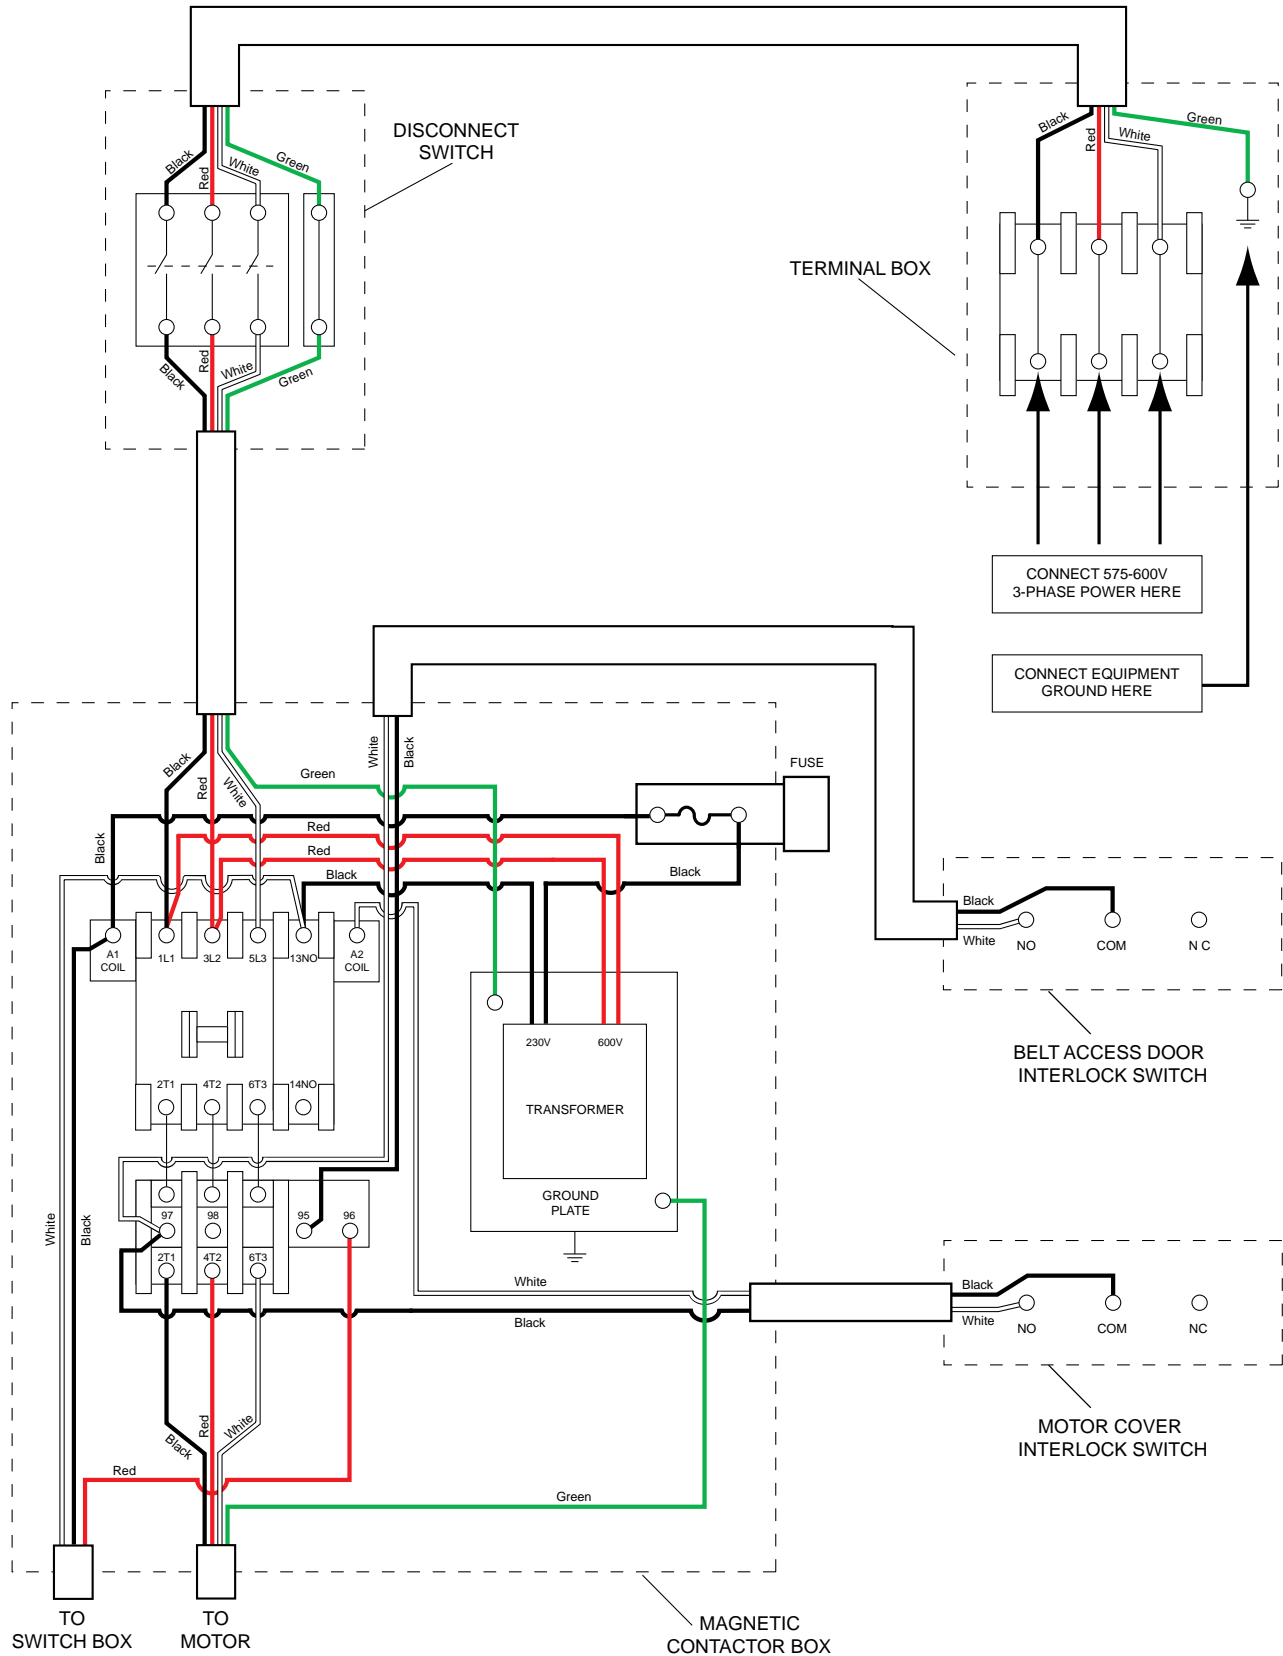 DISCONNECT
SWITCH
Black
Red
White
Green
Black
Red
White
Green
TERMINAL BOX
Black
Red
White
Green
CONNECT 575-600V
3-PHASE POWER HERE
CONNECT EQUIPMENT
GROUND HERE
Black
Red
White
Green
White
Black
FUSE
Black
Red
Red
Black
Black
A1
COIL
1L1
3L2
5L3
13NO
A2
COIL
2T1
4T2
6T3
14NO
230V
600V
TRANSFORMER
GROUND
PLATE
97
98
95
96
2T1
4T2
6T3
White
Black
White
Black
Black
Red
White
Red
Green
TO
SWITCH BOX
TO
MOTOR
MAGNETIC
CONTACTOR BOX
Black
White
NO
COM
N C
BELT ACCESS DOOR
INTERLOCK SWITCH
Black
White
NO
COM
NC
MOTOR COVER
INTERLOCK SWITCH